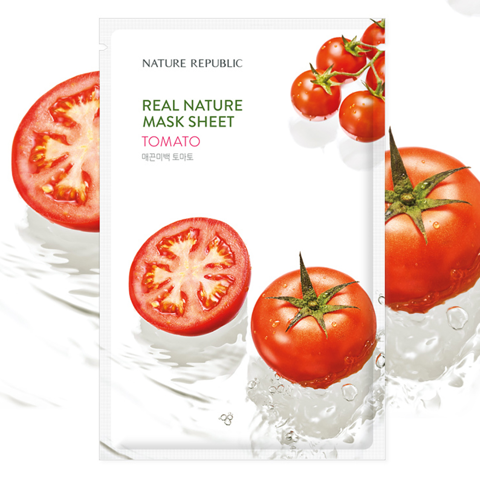 NATURE REPUBLIC
REAL NATURE
MASK SHEET
TOMATO
매끈미백 토마토